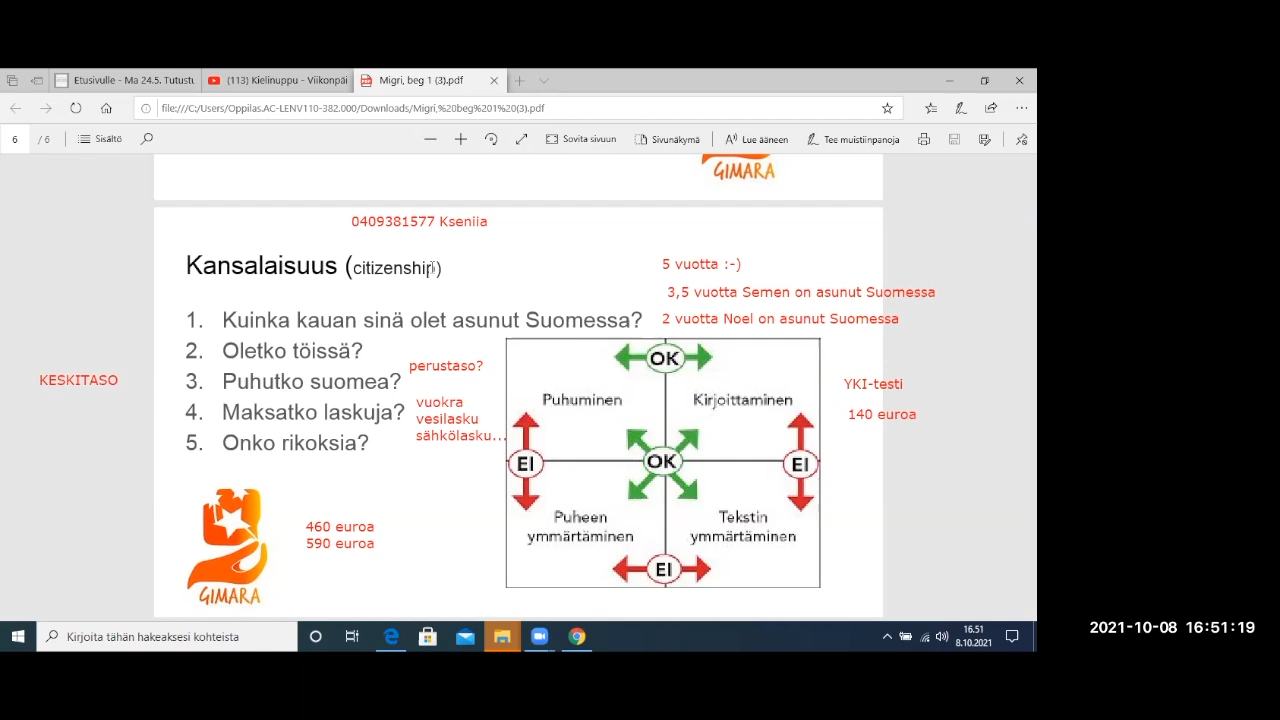 Etusivulle - Ma 24.5. Tutustu
(113) Kielinuppu - Viikonpäi
Migri, beg 1 (3).pdf
file:///C:/Users/Oppilas.AC-LENV110-382.000/Downloads/Migri,%20beg%201%20(3).pdf
6 / 6 Sisältö Sovita sivuun Sivunäkymä Lue ääneen Tee muistiinpanoja
GIMARA
0409381577 Kseniia
Kansalaisuus (citizenship)
5 vuotta :-)
3,5 vuotta Semen on asunut Suomessa
1. Kuinka kauan sinä olet asunut Suomessa?
2 vuotta Noel on asunut Suomessa
2. Oletko töissä?
3. Puhutko suomea?
perustaso?
4. Maksatko laskuja?
vuokra
vesilasku
sähkölasku...
5. Onko rikoksia?
KESKITASO
YKI-testi
140 euroa
OK
Puhuminen
Kirjoittaminen
EI
OK
EI
Puheen ymmärtäminen
Tekstin ymmärtäminen
EI
460 euroa
590 euroa
GIMARA
Kirjoita tähän hakeaksesi kohteista
16.51
8.10.2021
2021-10-08 16:51:19